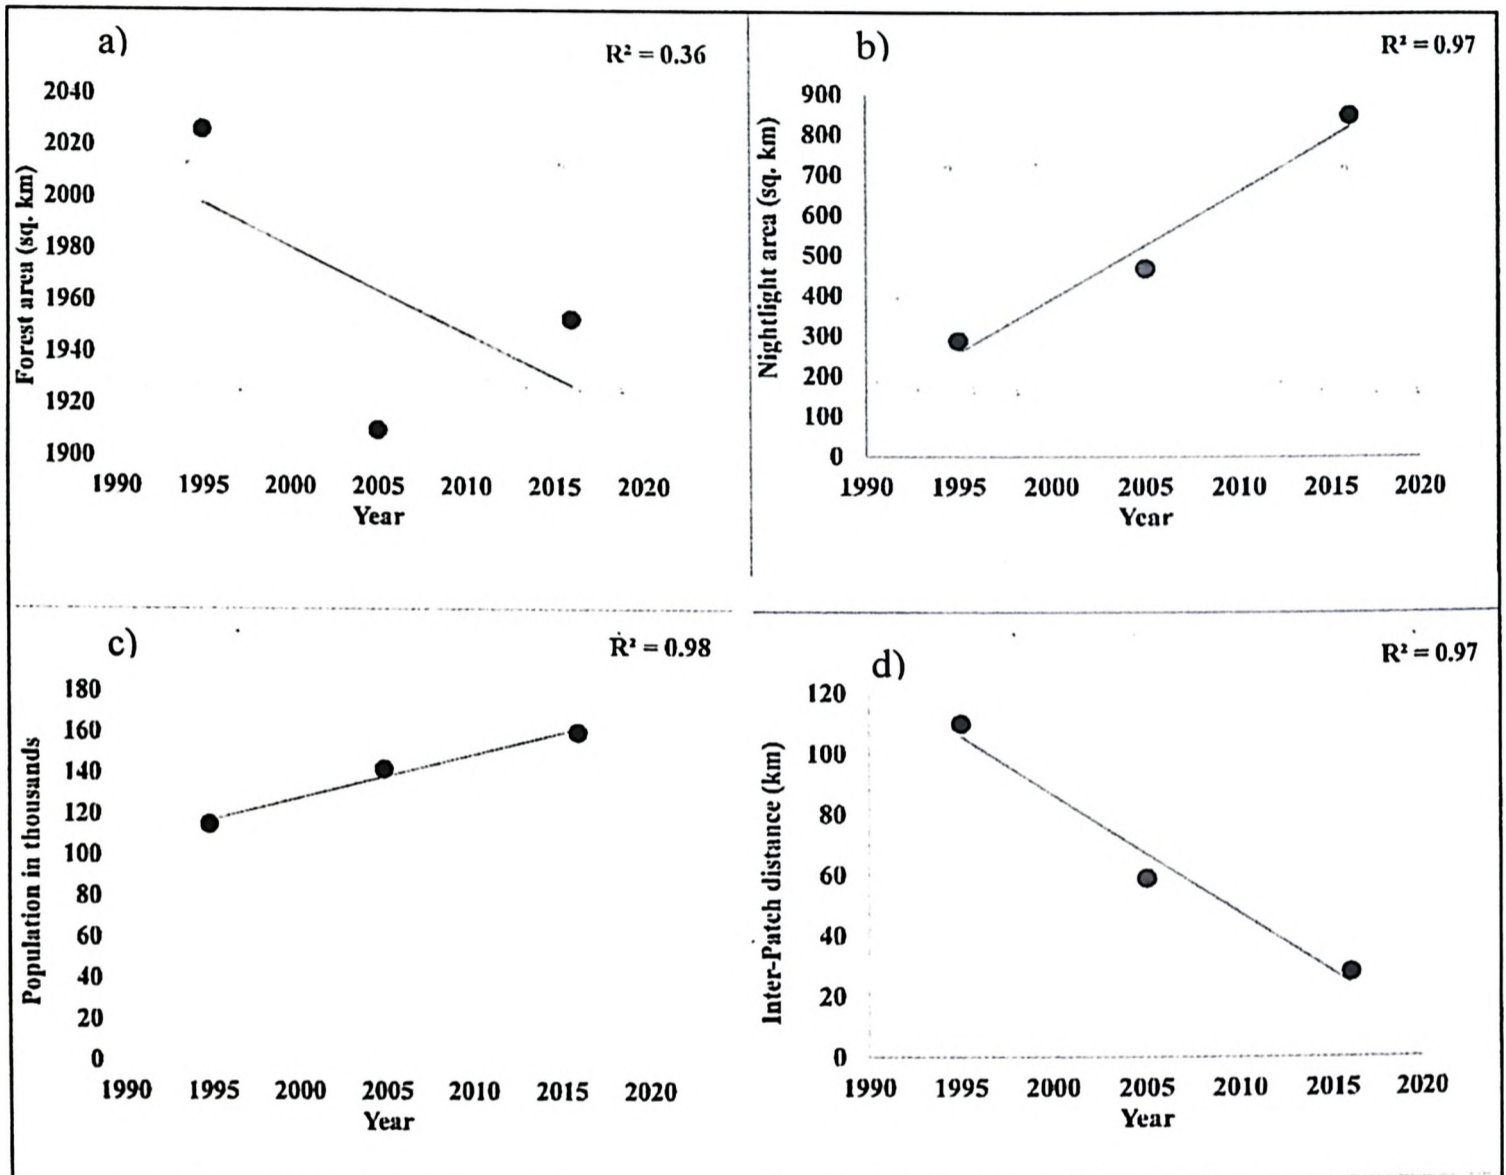 a)
R² = 0.36
2040
2020
2000
1980
1960
1940
1920
1900
Forest area (sq. km)
1990 1995 2000 2005 2010 2015 2020
Year
b)
R² = 0.97
900
800
700
600
500
400
300
200
100
0
Nightlight area (sq. km)
1990 1995 2000 2005 2010 2015 2020
Year
c)
R² = 0.98
180
160
140
120
100
80
60
40
20
0
Population in thousands
1990 1995 2000 2005 2010 2015 2020
Year
d)
R² = 0.97
120
100
80
60
40
20
0
Inter-Patch distance (km)
1990 1995 2000 2005 2010 2015 2020
Year